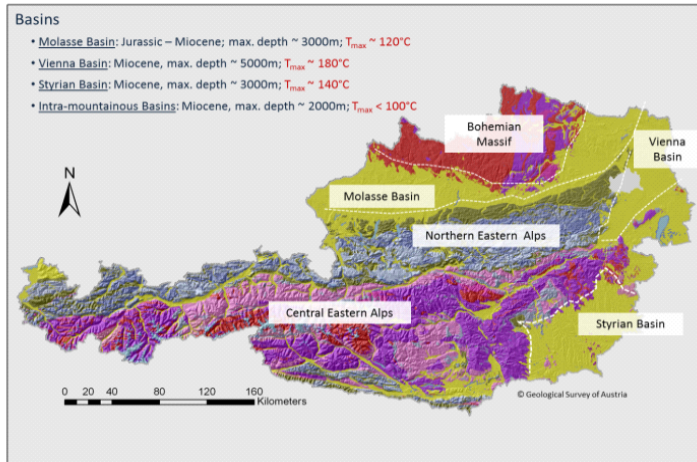 Basins
• Molasse Basin: Jurassic – Miocene; max. depth ~ 3000m; Tmax ~ 120°C
• Vienna Basin: Miocene, max. depth ~ 5000m; Tmax ~ 180°C
• Styrian Basin: Miocene, max. depth ~ 3000m; Tmax ~ 140°C
• Intra-mountainous Basins: Miocene, max. depth ~ 2000m; Tmax < 100°C
Bohemian
Massif
Vienna
Basin
N
Molasse Basin
Northern Eastern Alps
Central Eastern Alps
Styrian Basin
0 20 40 80 120 160
Kilometers
© Geological Survey of Austria